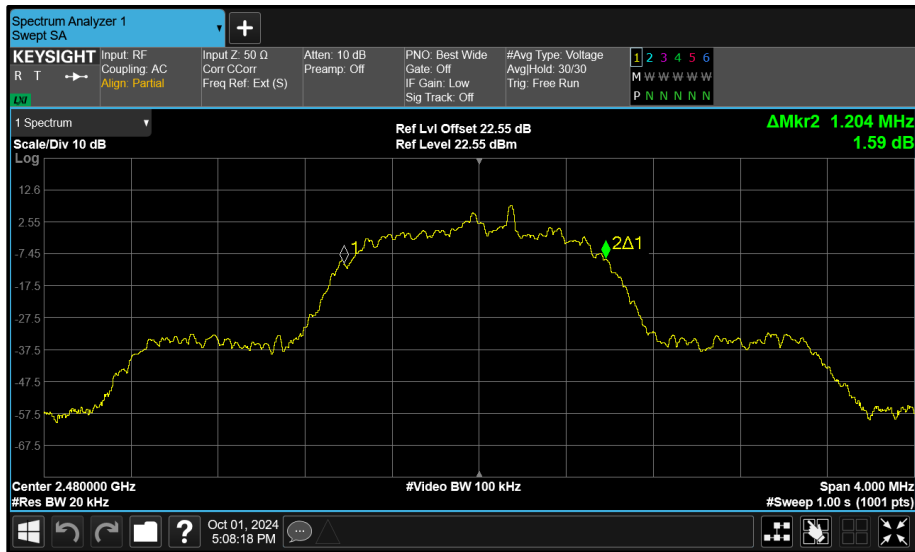 Spectrum Analyzer 1
Swept SA
+
KEYSIGHT
R T
LXI
Input: RF
Coupling: AC
Align: Partial
Input Z: 50 Ω
Corr CCorr
Freq Ref: Ext (S)
Atten: 10 dB
Preamp: Off
PNO: Best Wide
Gate: Off
IF Gain: Low
Sig Track: Off
#Avg Type: Voltage
Avg|Hold: 30/30
Trig: Free Run
1 2 3 4 5 6
M W W W W W
P N N N N N
1 Spectrum
Scale/Div 10 dB
Ref Lvl Offset 22.55 dB
Ref Level 22.55 dBm
ΔMkr2 1.204 MHz
1.59 dB
Log
12.6
2.55
-7.45
-17.5
-27.5
-37.5
-47.5
-57.5
-67.5
1
2Δ1
Center 2.480000 GHz
#Res BW 20 kHz
#Video BW 100 kHz
Span 4.000 MHz
#Sweep 1.00 s (1001 pts)
?
Oct 01, 2024
5:08:18 PM